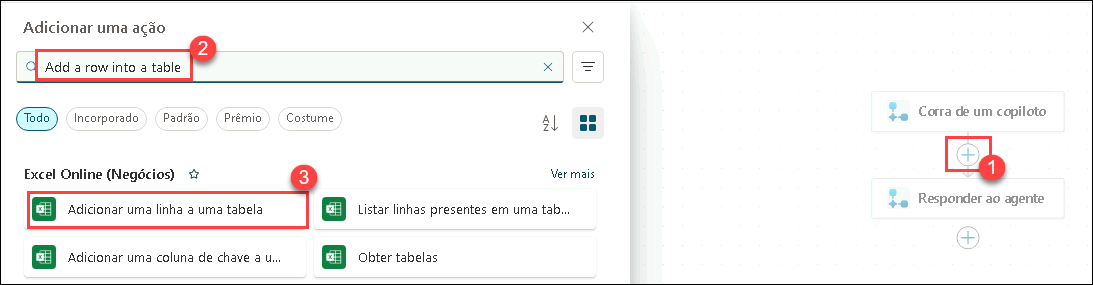 Adicionar uma ação
2
Add a row into a table
Todo
Incorporado
Padrão
Prêmio
Costume
A
Z
Excel Online (Negócios)
Ver mais
3
Adicionar uma linha a uma tabela
Listar linhas presentes em uma tab...
Adicionar uma coluna de chave a u...
Obter tabelas
Corra de um copiloto
1
Responder ao agente